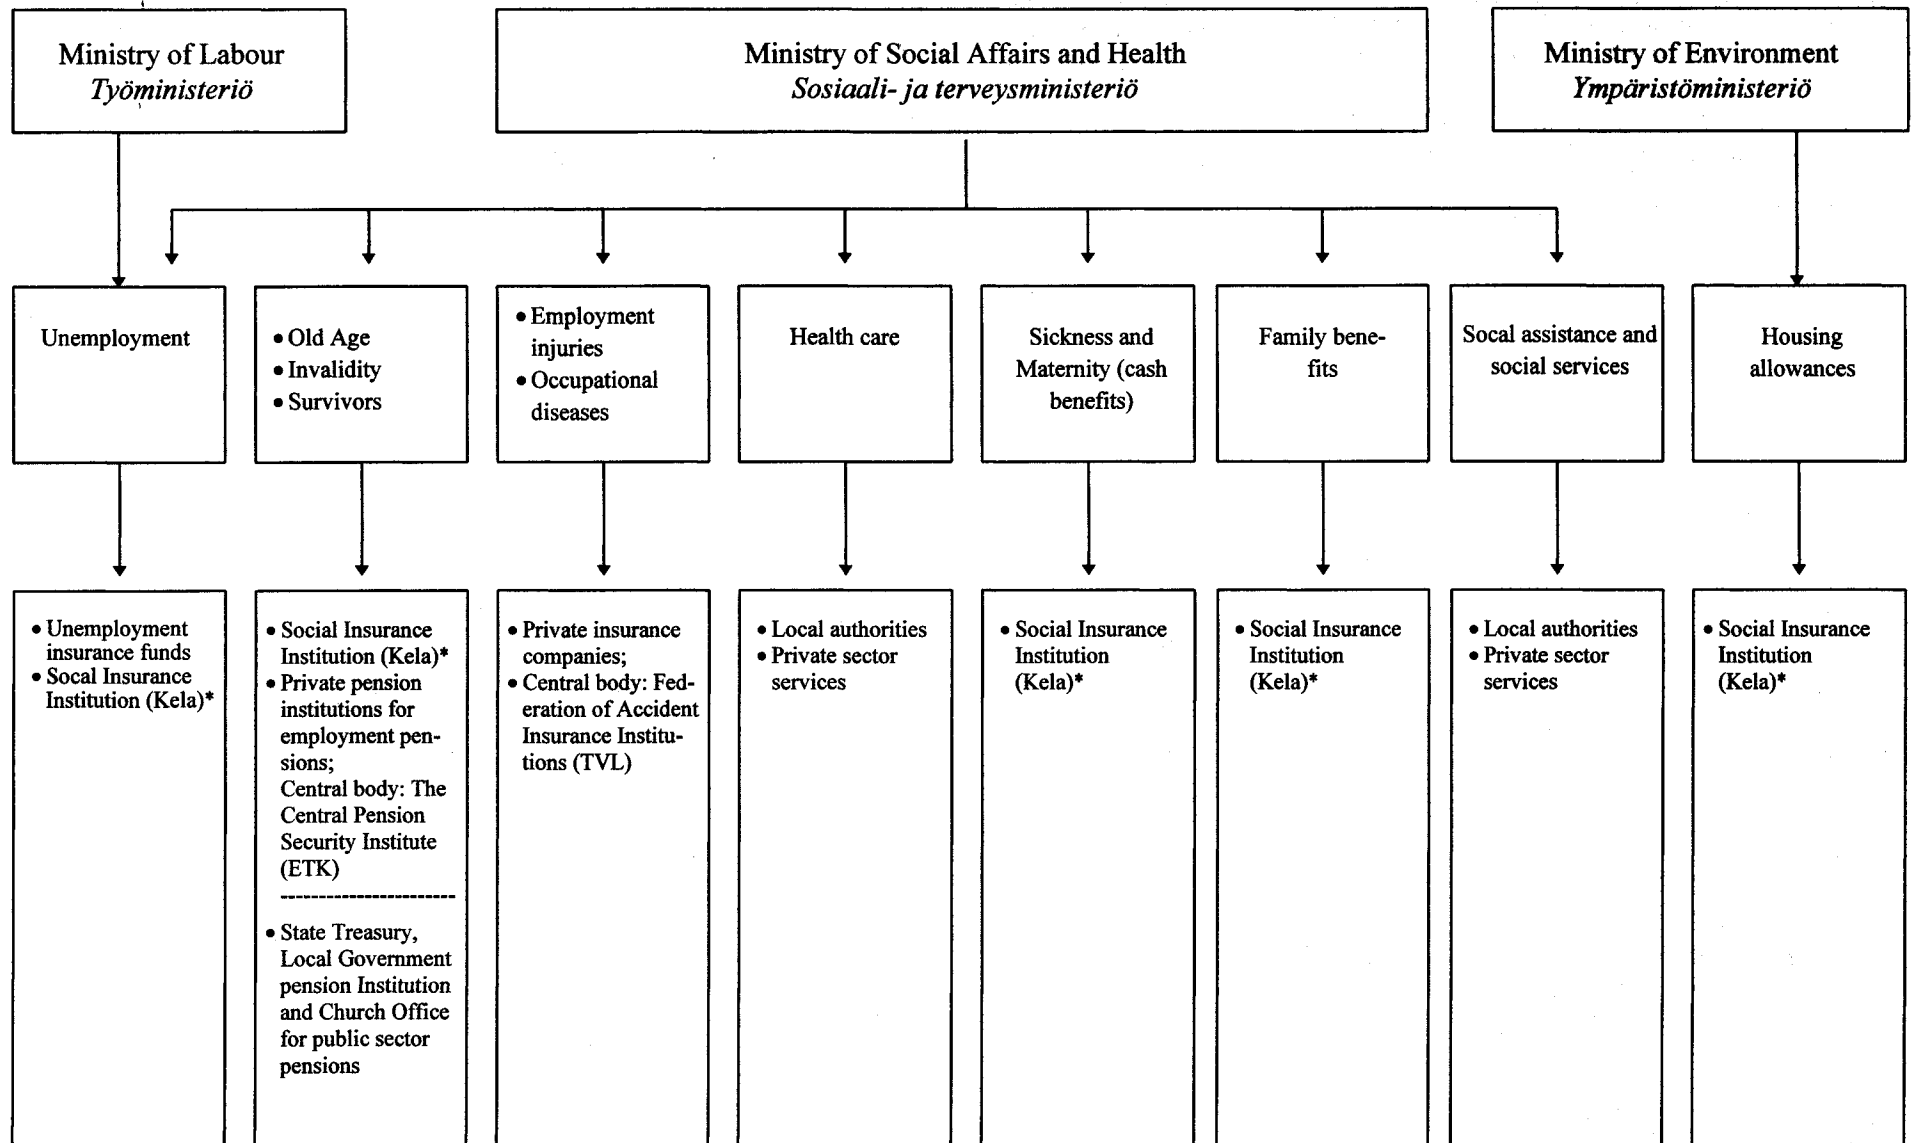 Ministry of Labour
Työministeriö
Ministry of Social Affairs and Health
Sosiaali- ja terveysministeriö
Ministry of Environment
Ympäristöministeriö
Unemployment
• Old Age
• Invalidity
• Survivors
• Employment
injuries
• Occupational
diseases
Health care
Sickness and
Maternity (cash
benefits)
Family bene-
fits
Socal assistance and
social services
Housing
allowances
• Unemployment
insurance funds
• Socal Insurance
Institution (Kela)*
• Social Insurance
Institution (Kela)*
• Private pension
institutions for
employment pen-
sions;
Central body: The
Central Pension
Security Institute
(ETK)
-----------------------
• State Treasury,
Local Government
pension Institution
and Church Office
for public sector
pensions
• Private insurance
companies;
• Central body: Fed-
eration of Accident
Insurance Institu-
tions (TVL)
• Local authorities
• Private sector
services
• Social Insurance
Institution
(Kela)*
• Social Insurance
Institution
(Kela)*
• Local authorities
• Private sector
services
• Social Insurance
Institution
(Kela)*